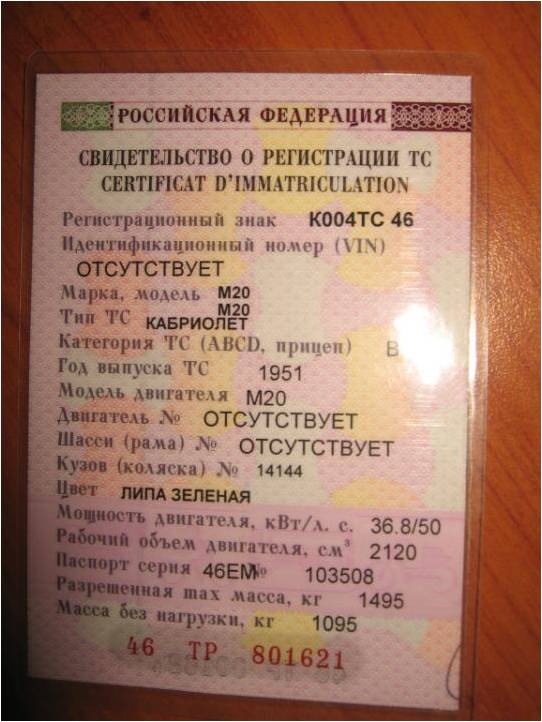 РОССИЙСКАЯ ФЕДЕРАЦИЯ
СВИДЕТЕЛЬСТВО О РЕГИСТРАЦИИ ТС
CERTIFICAT D'IMMATRICULATION
Регистрационный знак К004ТС 46
Идентификационный номер (VIN)
ОТСУТСТВУЕТ
Марка, модель М20
М20
Тип ТС КАБРИОЛЕТ
Категория ТС (ABCD, прицеп) B
Год выпуска ТС 1951
Модель двигателя М20
Двигатель № ОТСУТСТВУЕТ
Шасси (рама) № ОТСУТСТВУЕТ
Кузов (коляска) № 14144
Цвет ЛИПА ЗЕЛЕНАЯ
Мощность двигателя, кВт/л. с. 36.8/50
Рабочий объем двигателя, см³ 2120
Паспорт серия 46ЕМ № 103508
Разрешенная max масса, кг 1495
Масса без нагрузки, кг 1095
46 ТР 801621